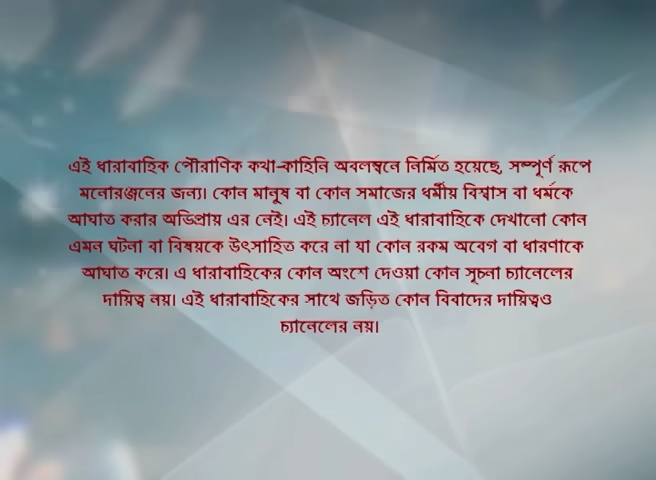 এই ধারাবাহিক পৌরাণিক কথা-কাহিনি অবলম্বনে নির্মিত হয়েছে, সম্পূর্ণ রূপে
মনোরঞ্জনের জন্য। কোন মানুষ বা কোন সমাজের ধর্মীয় বিশ্বাস বা ধর্মকে
আঘাত করার অভিপ্রায় এর নেই। এই চ্যানেল এই ধারাবাহিকে দেখানো কোন
এমন ঘটনা বা বিষয়কে উৎসাহিত করে না যা কোন রকম অবেগ বা ধারণাকে
আঘাত করে। এ ধারাবাহিকের কোন অংশে দেওয়া কোন সূচনা চ্যানেলের
দায়িত্ব নয়। এই ধারাবাহিকের সাথে জড়িত কোন বিবাদের দায়িত্বও
চ্যানেলের নয়।